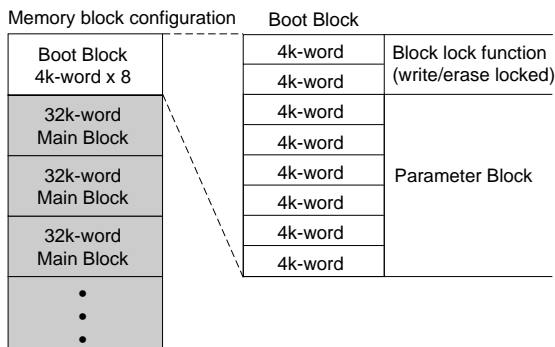 Memory block configuration
Boot Block
4k-word x 8
32k-word
Main Block
32k-word
Main Block
32k-word
Main Block
Boot Block
4k-word
4k-word
4k-word
4k-word
4k-word
4k-word
4k-word
4k-word
Block lock function
(write/erase locked)
Parameter Block